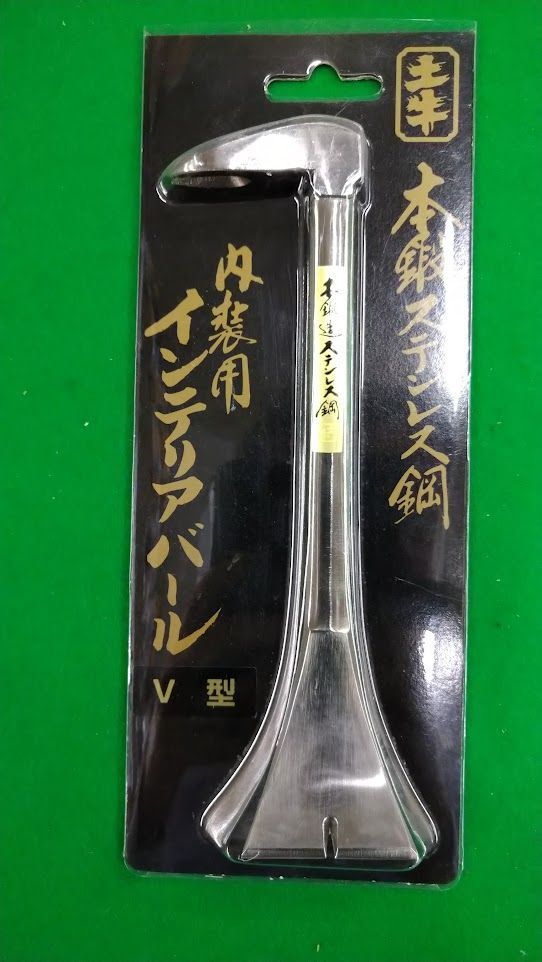 土牛
本鍛ステンレス鋼
本鍛造ステンレス鋼
内装用
インテリアバール
V 型